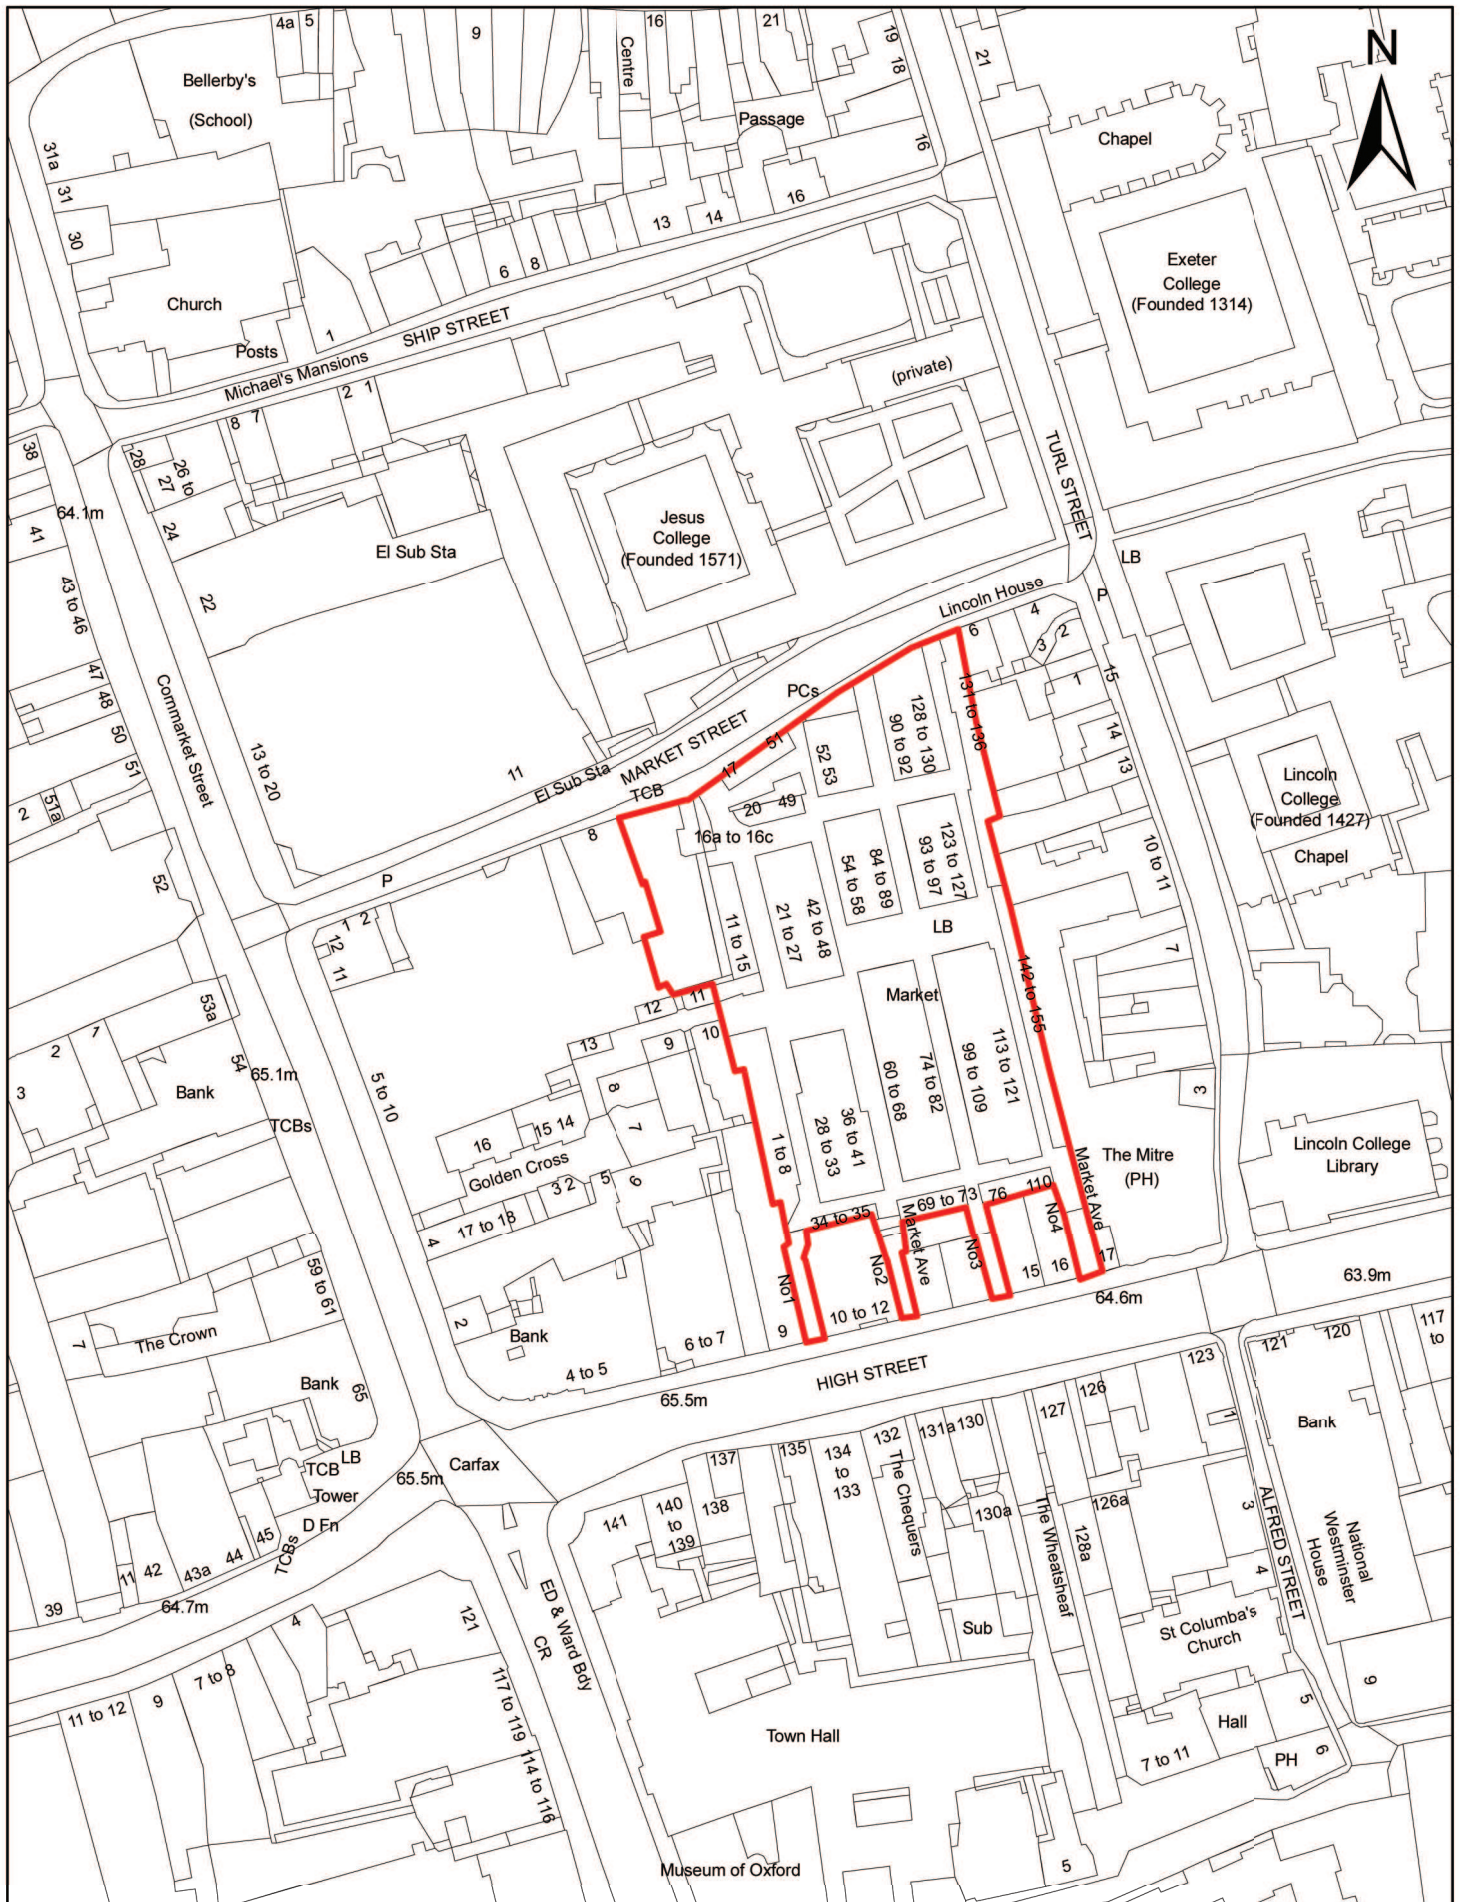 4a 5
9
16
21
19
18
21
N
Bellerby's
(School)
Centre
Passage
Chapel
16
31a
31
30
16
14
13
8
6
Exeter
College
(Founded 1314)
Church
1
Posts
SHIP STREET
Michael's Mansions
(private)
2 1
8 7
38
28
26 to
27
TURL STREET
64.1m
41
24
Jesus
College
(Founded 1571)
El Sub Sta
LB
43 to 46
22
Lincoln House
P
4
6
3 2
47
48
50
51
Cornmarket Street
1
15
PCs
131 to 136
MARKET STREET
128 to 130
90 to 92
14
13
51
52 53
17
13 to 20
11
El Sub Sta
TCB
Lincoln
College
(Founded 1427)
2
51a
20 49
8
16a to 16c
123 to 127
93 to 97
84 to 89
54 to 58
10 to 11
Chapel
52
P
42 to 48
21 to 27
11 to 15
1 2
12
11
LB
7
142 to 155
Market
53a
12
11
10
1
2
3
54
65.1m
Bank
13
9
8
5 to 10
113 to 121
99 to 109
74 to 82
60 to 68
36 to 41
28 to 33
3
TCBs
15 14
16
7
1 to 8
The Mitre
(PH)
Lincoln College
Library
Golden Cross
3 2
5
6
Market Ave
69 to 73
76
110
34 to 35
17 to 18
4
Market Ave
No4
No3
No2
No1
17
16
15
59 to 61
63.9m
64.6m
10 to 12
9
2
Bank
6 to 7
4 to 5
The Crown
7
121
120
117
to
HIGH STREET
123
Bank
65
65.5m
126
127
1
Bank
131a 130
132
135
134
to
133
137
The Chequers
LB
TCB
Tower
D Fn
Carfax
65.5m
138
140
to
139
141
130a
The Wheatsheaf
126a
128a
3
4
ALFRED STREET
National
Westminster
House
TCBs
45
44
43a
42
11
39
64.7m
4
121
ED & Ward Bdy
CR
Sub
St Columba's
Church
9
7 to 8
9
11 to 12
117 to 119
114 to 116
Town Hall
Hall
5
6
PH
7 to 11
5
Museum of Oxford